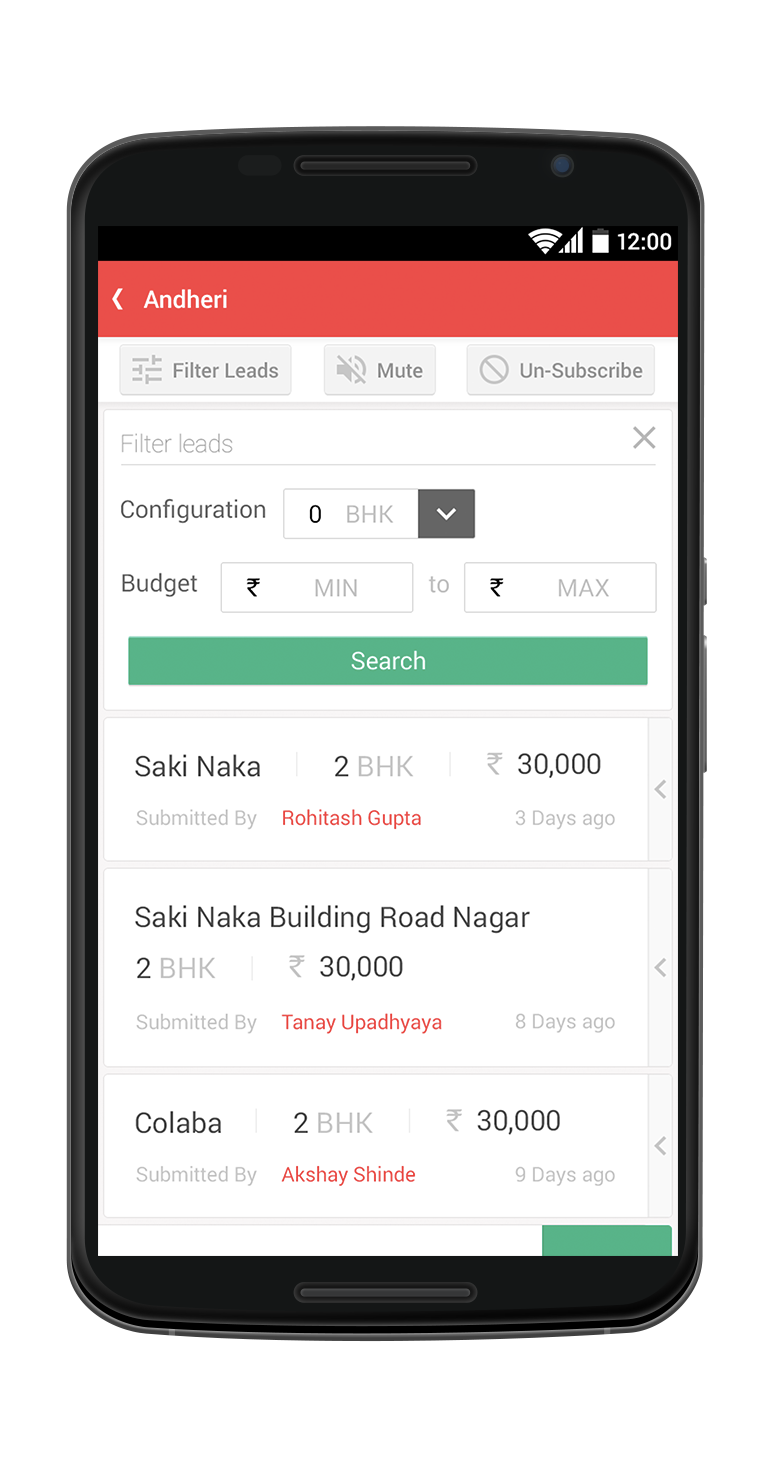 12:00
Andheri
Filter Leads Mute Un-Subscribe
Filter leads
Configuration 0 BHK
Budget ₹ MIN to ₹ MAX
Search
Saki Naka 2 BHK ₹ 30,000
Submitted By Rohitash Gupta 3 Days ago
Saki Naka Building Road Nagar
2 BHK ₹ 30,000
Submitted By Tanay Upadhyaya 8 Days ago
Colaba 2 BHK ₹ 30,000
Submitted By Akshay Shinde 9 Days ago